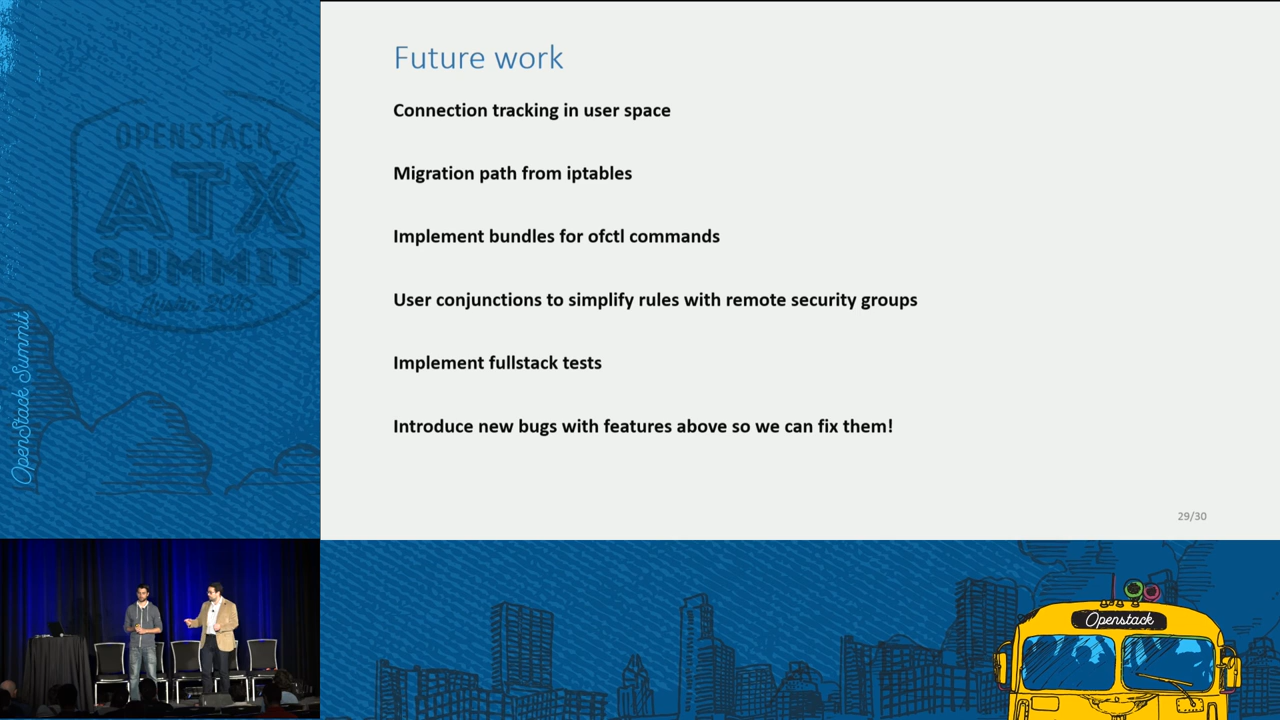 Future work
Connection tracking in user space
Migration path from iptables
Implement bundles for ofctl commands
User conjunctions to simplify rules with remote security groups
Implement fullstack tests
Introduce new bugs with features above so we can fix them!
29/30
OPENSTACK
ATX
SUMMIT
Austin 2016
OpenStack Summit
Openstack